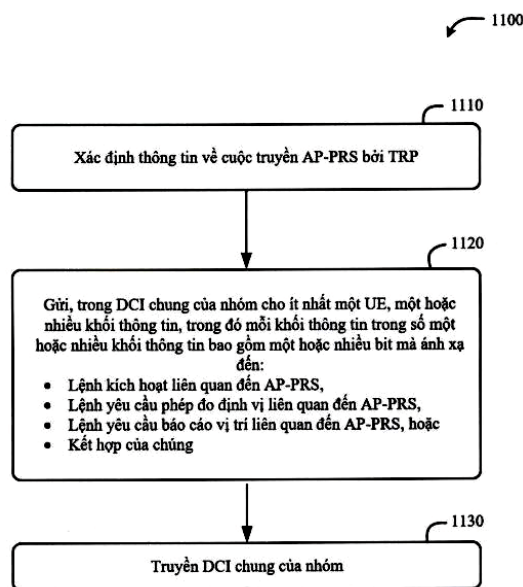 1100
1110
Xác định thông tin về cuộc truyền AP-PRS bởi TRP
1120
Gửi, trong DCI chung của nhóm cho ít nhất một UE, một hoặc
nhiều khối thông tin, trong đó mỗi khối thông tin trong số một
hoặc nhiều khối thông tin bao gồm một hoặc nhiều bit mà ánh xạ
đến:
• Lệnh kích hoạt liên quan đến AP-PRS,
• Lệnh yêu cầu phép đo định vị liên quan đến AP-PRS,
• Lệnh yêu cầu báo cáo vị trí liên quan đến AP-PRS, hoặc
• Kết hợp của chúng
1130
Truyền DCI chung của nhóm